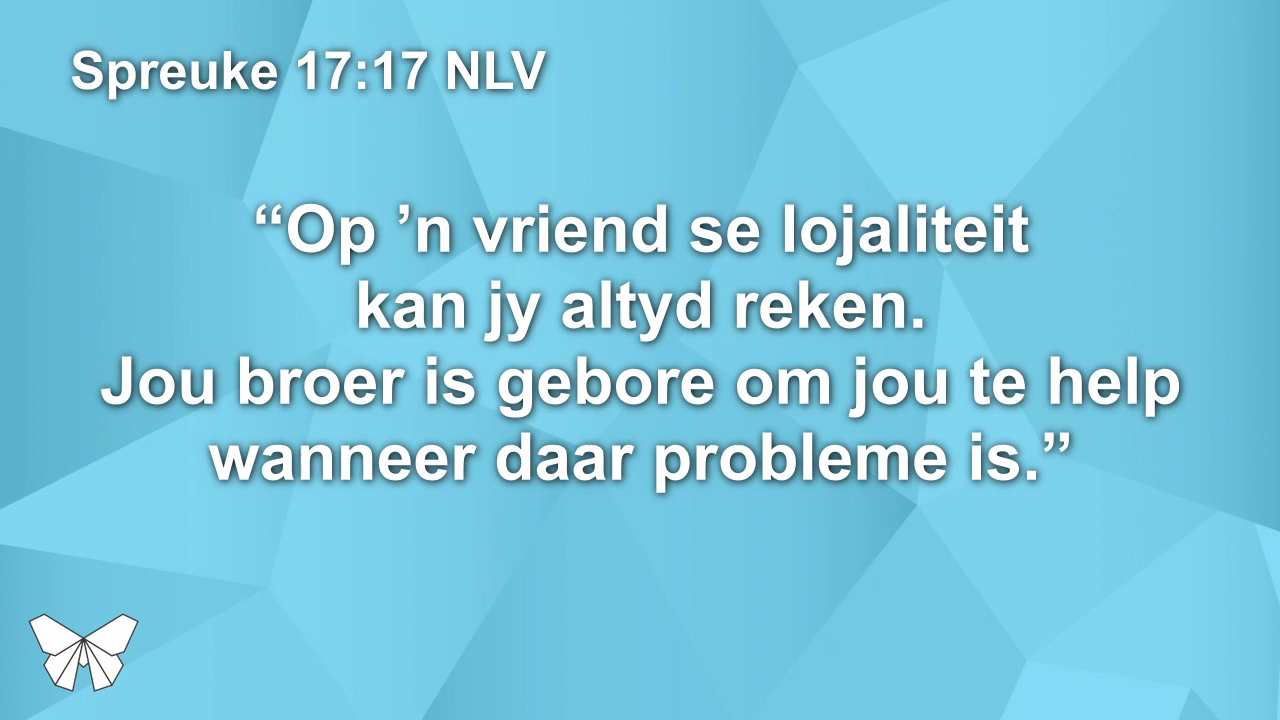 Spreuke 17:17 NLV
“Op ’n vriend se lojaliteit
kan jy altyd reken.
Jou broer is gebore om jou te help
wanneer daar probleme is.”